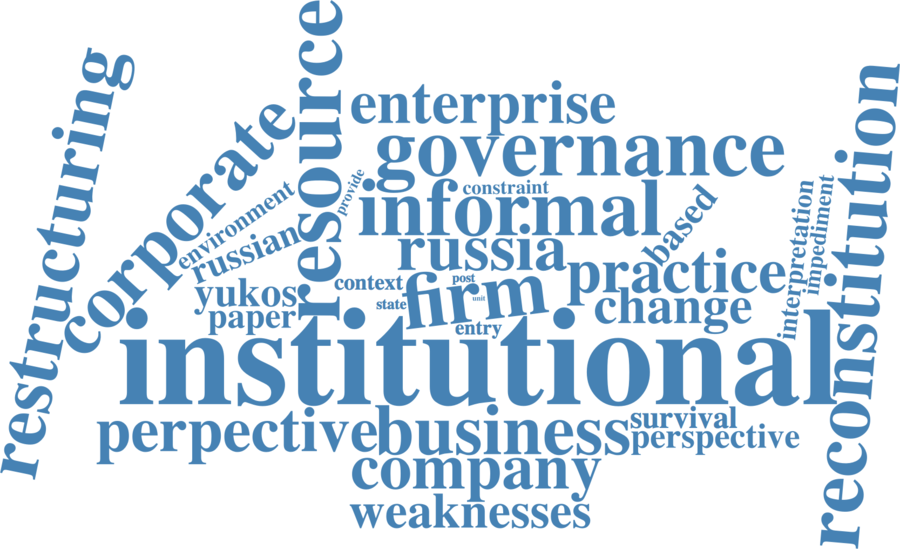 resource
restructuring
enterprise
reconstitution
corporate
governance
provide
constraint
informal
environment
based
interpretation
impediment
russian
russia
practice
context
post
firm
unit
yukos
state
change
paper
entry
institutional
perpective
business
survival
perspective
company
weaknesses